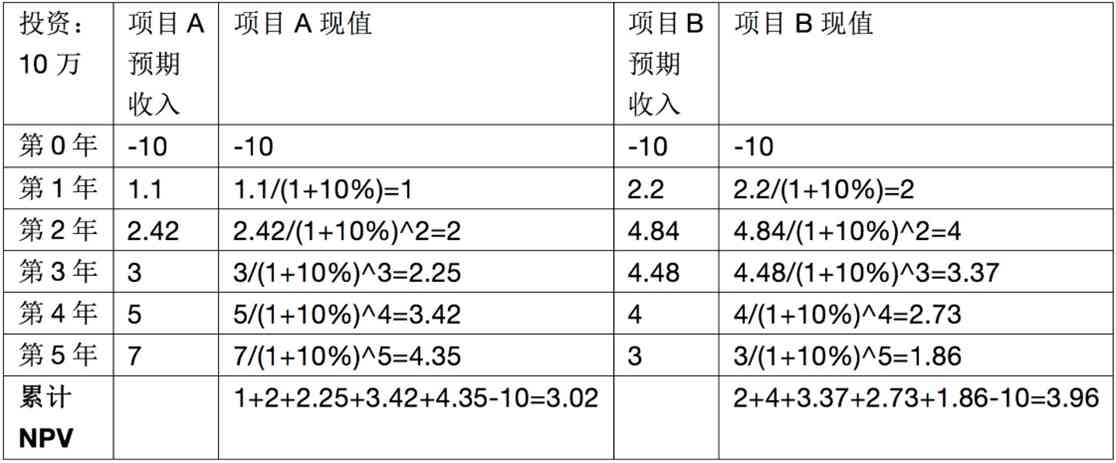 投资： 项目 A 项目 A 现值 项目 B 项目 B 现值
10 万 预期 预期
收入 收入
第 0 年 -10 -10 -10 -10
第 1 年 1.1 1.1/(1+10%)=1 2.2 2.2/(1+10%)=2
第 2 年 2.42 2.42/(1+10%)^2=2 4.84 4.84/(1+10%)^2=4
第 3 年 3 3/(1+10%)^3=2.25 4.48 4.48/(1+10%)^3=3.37
第 4 年 5 5/(1+10%)^4=3.42 4 4/(1+10%)^4=2.73
第 5 年 7 7/(1+10%)^5=4.35 3 3/(1+10%)^5=1.86
累计 1+2+2.25+3.42+4.35-10=3.02 2+4+3.37+2.73+1.86-10=3.96
NPV